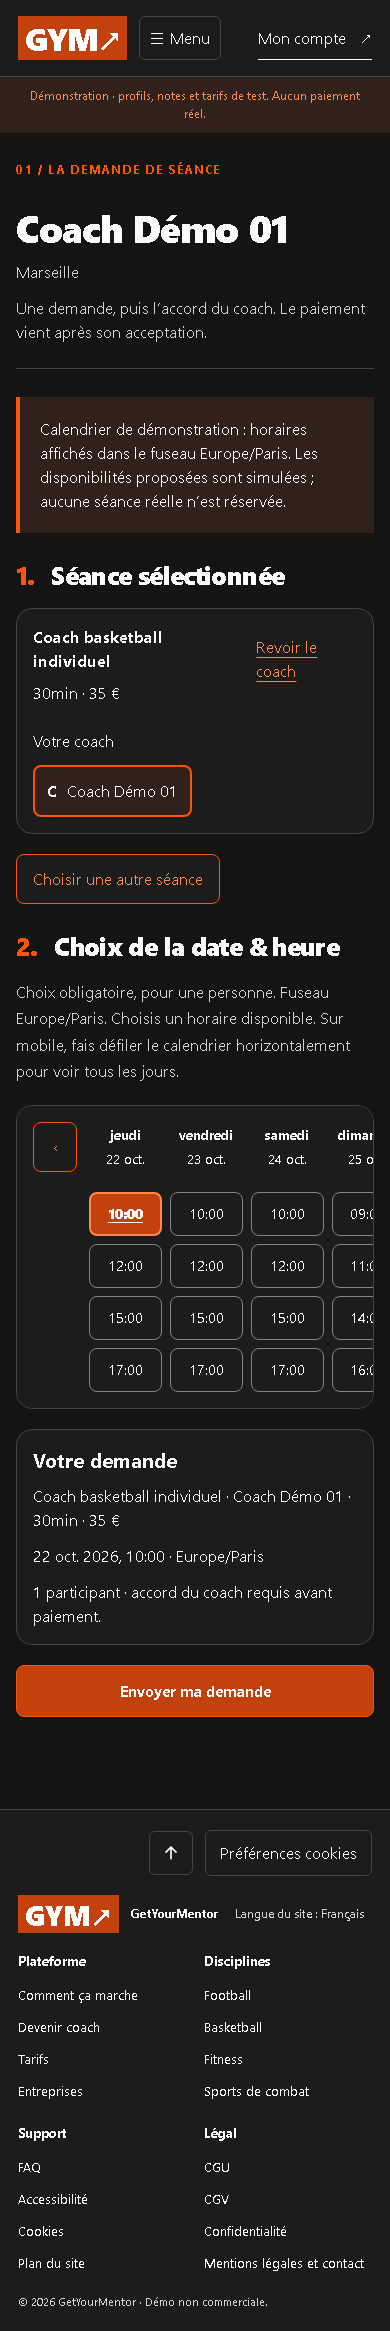 GYM↗ ☰ Menu Mon compte ↗
Démonstration · profils, notes et tarifs de test. Aucun paiement
réel.
01 / LA DEMANDE DE SÉANCE
Coach Démo 01
Marseille
Une demande, puis l’accord du coach. Le paiement
vient après son acceptation.
Calendrier de démonstration : horaires
affichés dans le fuseau Europe/Paris. Les
disponibilités proposées sont simulées ;
aucune séance réelle n’est réservée.
1. Séance sélectionnée
Coach basketball
individuel
30min · 35 €
Revoir le
coach
Votre coach
C Coach Démo 01
Choisir une autre séance
2. Choix de la date & heure
Choix obligatoire, pour une personne. Fuseau
Europe/Paris. Choisis un horaire disponible. Sur
mobile, fais défiler le calendrier horizontalement
pour voir tous les jours.
‹ jeudi vendredi samedi diman
22 oct. 23 oct. 24 oct. 25 o
10:00 10:00 10:00 09:0
12:00 12:00 12:00 11:0
15:00 15:00 15:00 14:0
17:00 17:00 17:00 16:0
Votre demande
Coach basketball individuel · Coach Démo 01 ·
30min · 35 €
22 oct. 2026, 10:00 · Europe/Paris
1 participant · accord du coach requis avant
paiement.
Envoyer ma demande
↑ Préférences cookies
GYM↗ GetYourMentor Langue du site : Français
Plateforme
Comment ça marche
Devenir coach
Tarifs
Entreprises
Disciplines
Football
Basketball
Fitness
Sports de combat
Support
FAQ
Accessibilité
Cookies
Plan du site
Légal
CGU
CGV
Confidentialité
Mentions légales et contact
© 2026 GetYourMentor · Démo non commerciale.